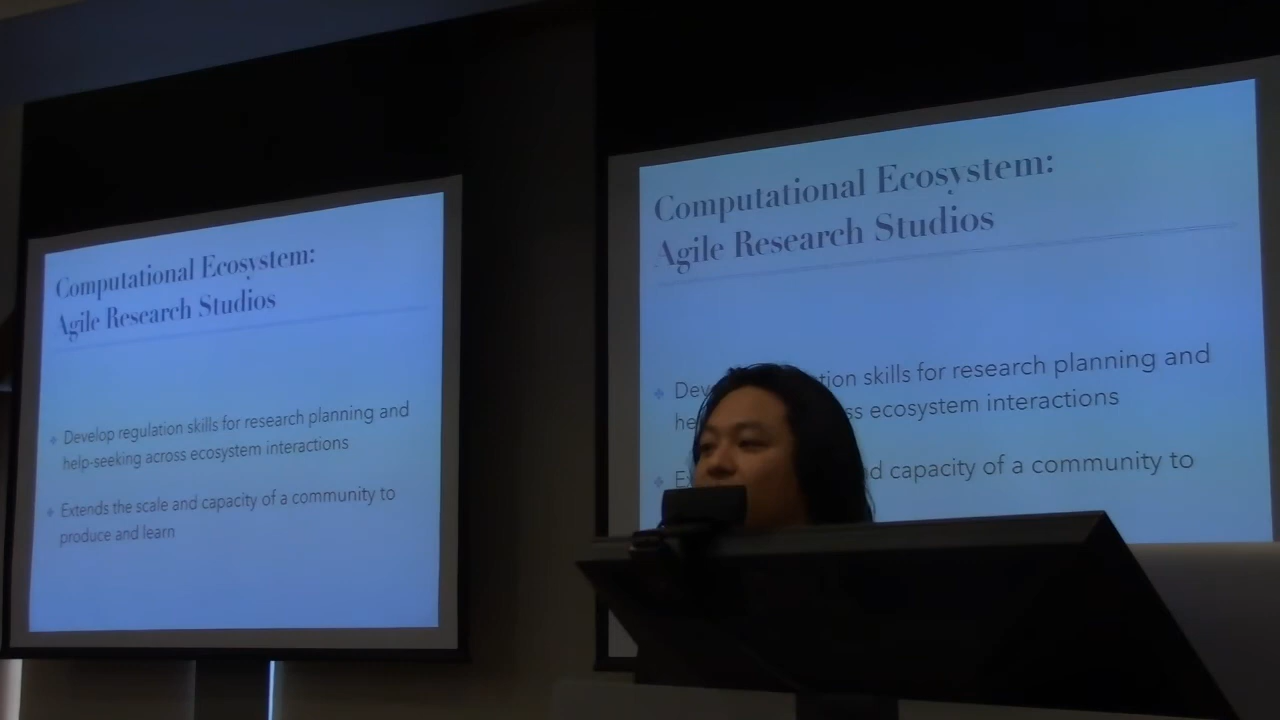 Computational Ecosystem:
Agile Research Studios
Develop regulation skills for research planning and
help-seeking across ecosystem interactions
Extends the scale and capacity of a community to
produce and learn
Computational Ecosystem:
Agile Research Studios
Dev tion skills for research planning and
he ss ecosystem interactions
Ex d capacity of a community to